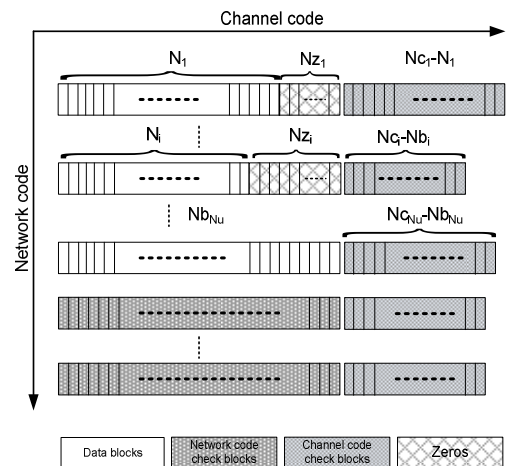 Channel code
N1 Nz1 Nc1-N1
Ni Nzi Nci-Nbi
NbNu NcNu-NbNu
Network code
Data blocks Network code check blocks Channel code check blocks Zeros